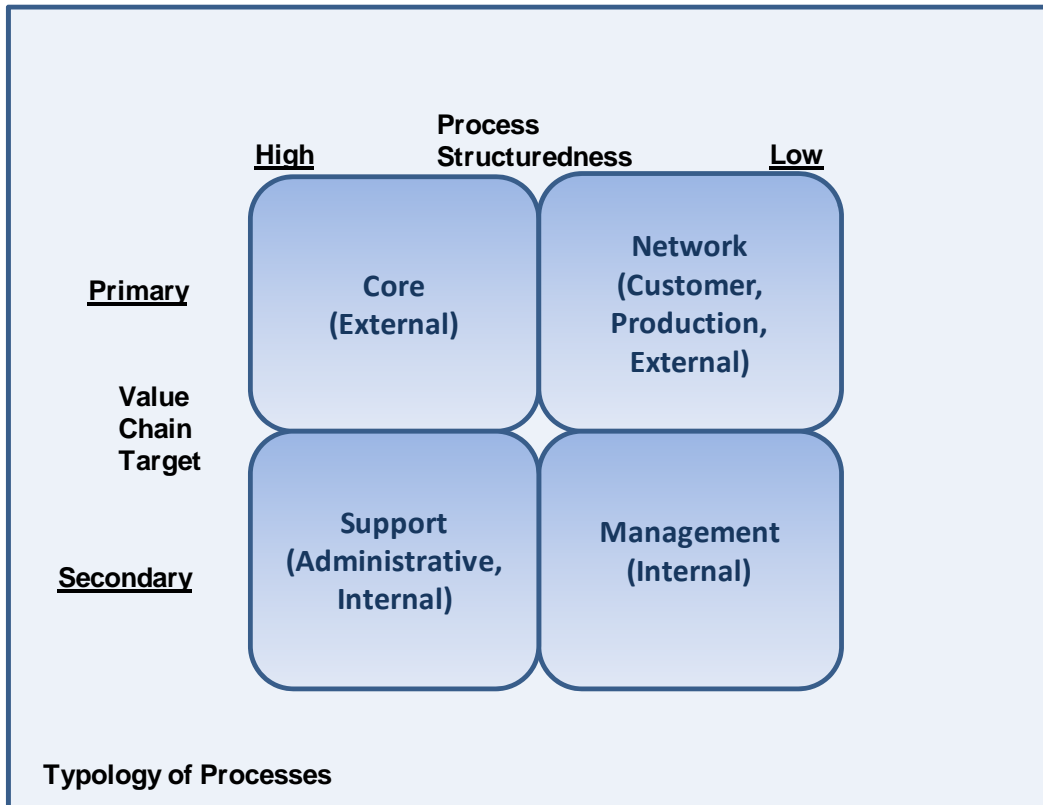 Process
Structuredness
High
Low
Primary
Core
(External)
Network
(Customer,
Production,
External)
Value
Chain
Target
Secondary
Support
(Administrative,
Internal)
Management
(Internal)
Typology of Processes